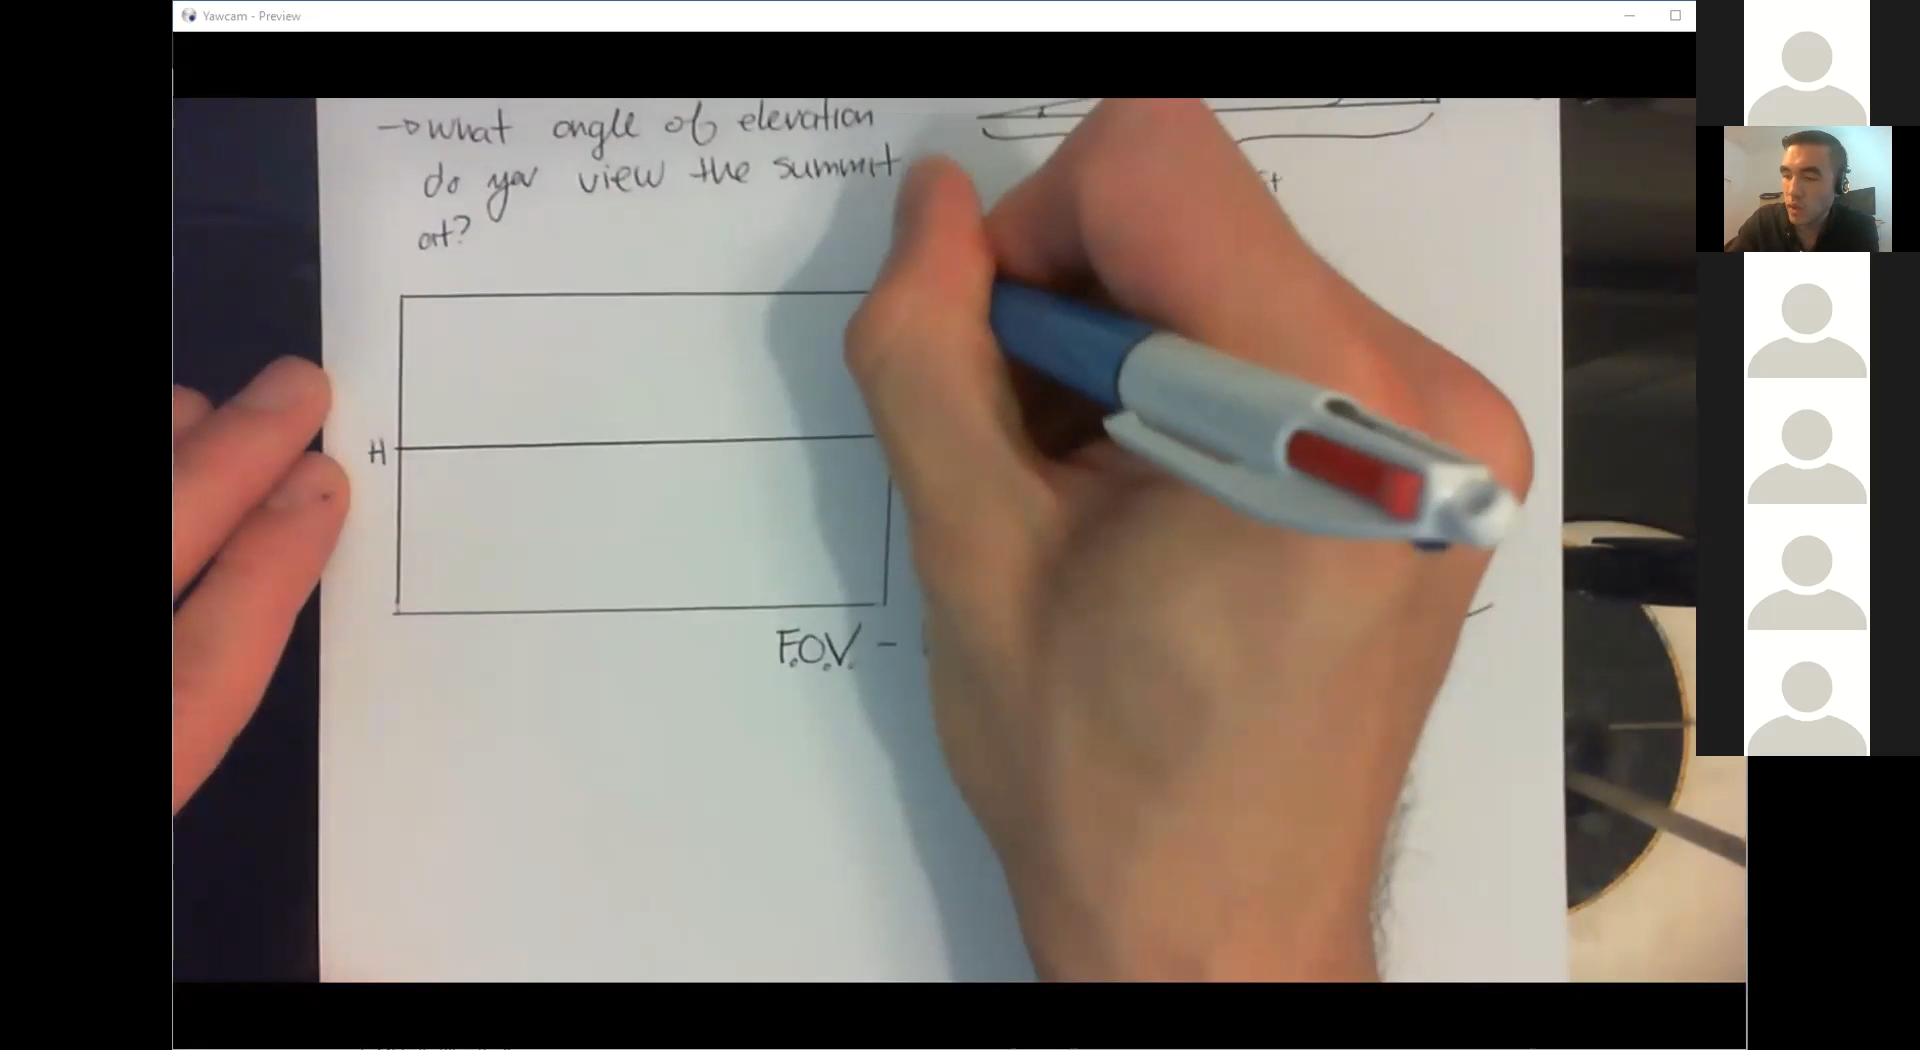 Yawcam - Preview
→ what angle of elevation
do you view the summit
at?
H
F.O.V. -